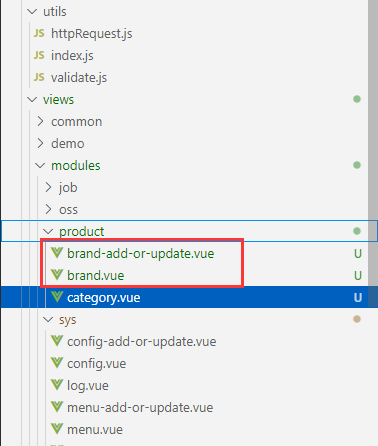 utils
JS httpRequest.js
JS index.js
JS validate.js
views
common
demo
modules
job
oss
product
brand-add-or-update.vue U
brand.vue U
category.vue U
sys
config-add-or-update.vue
config.vue
log.vue
menu-add-or-update.vue
menu.vue